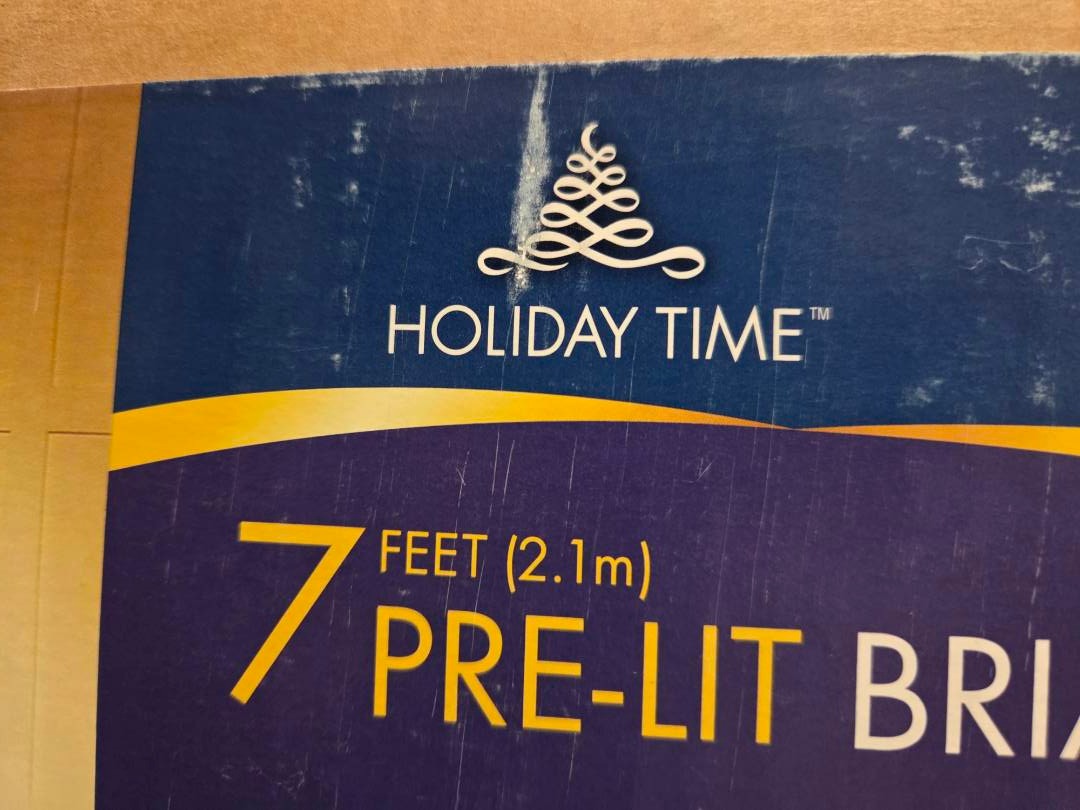 HOLIDAY TIME™
7 FEET (2.1m)
PRE-LIT